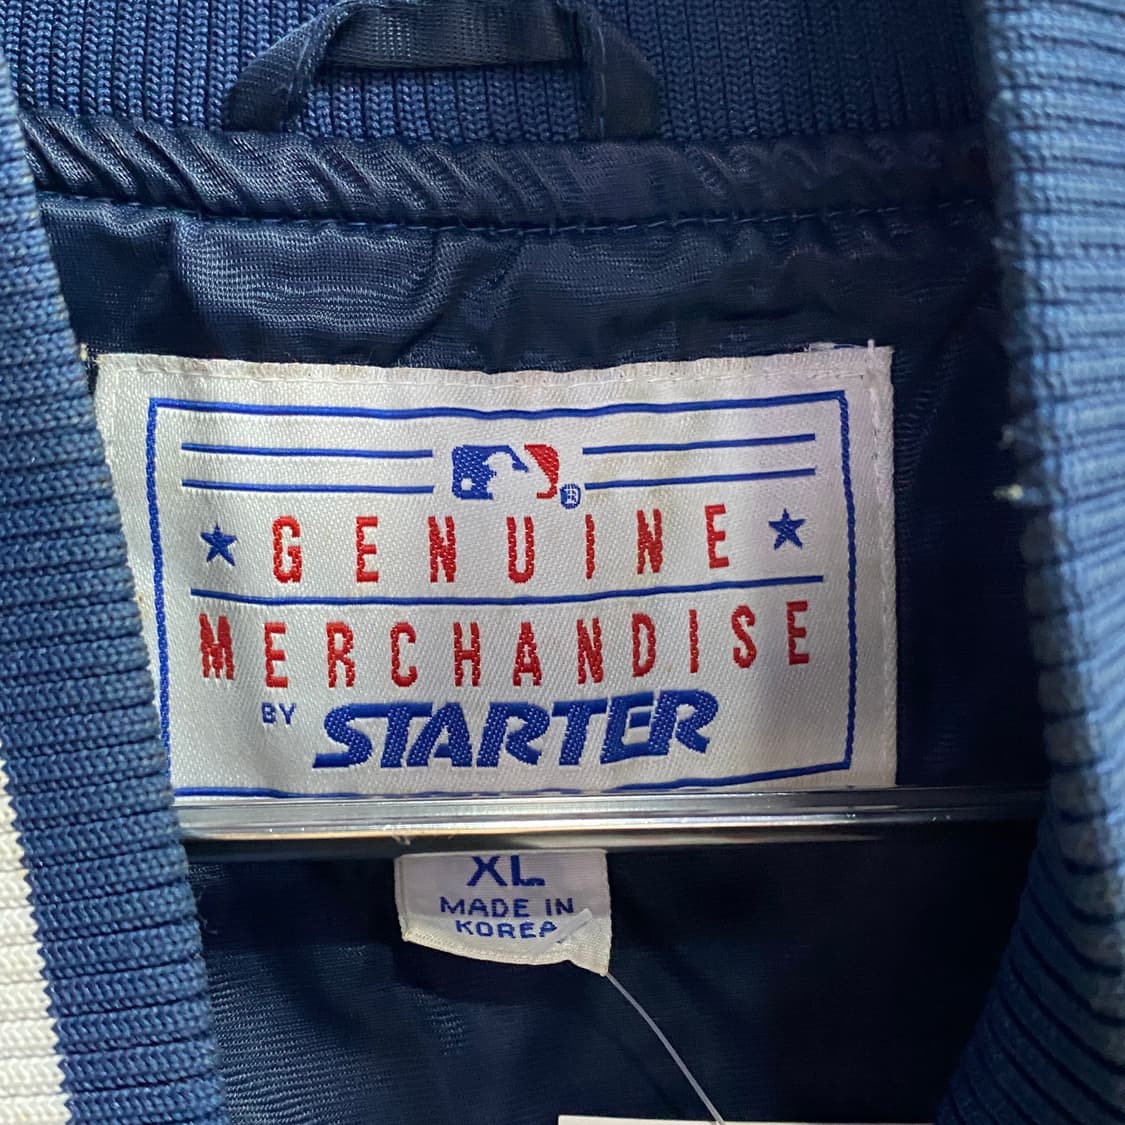 GENUINE
MERCHANDISE
BY STARTER
XL
MADE IN
KOREA